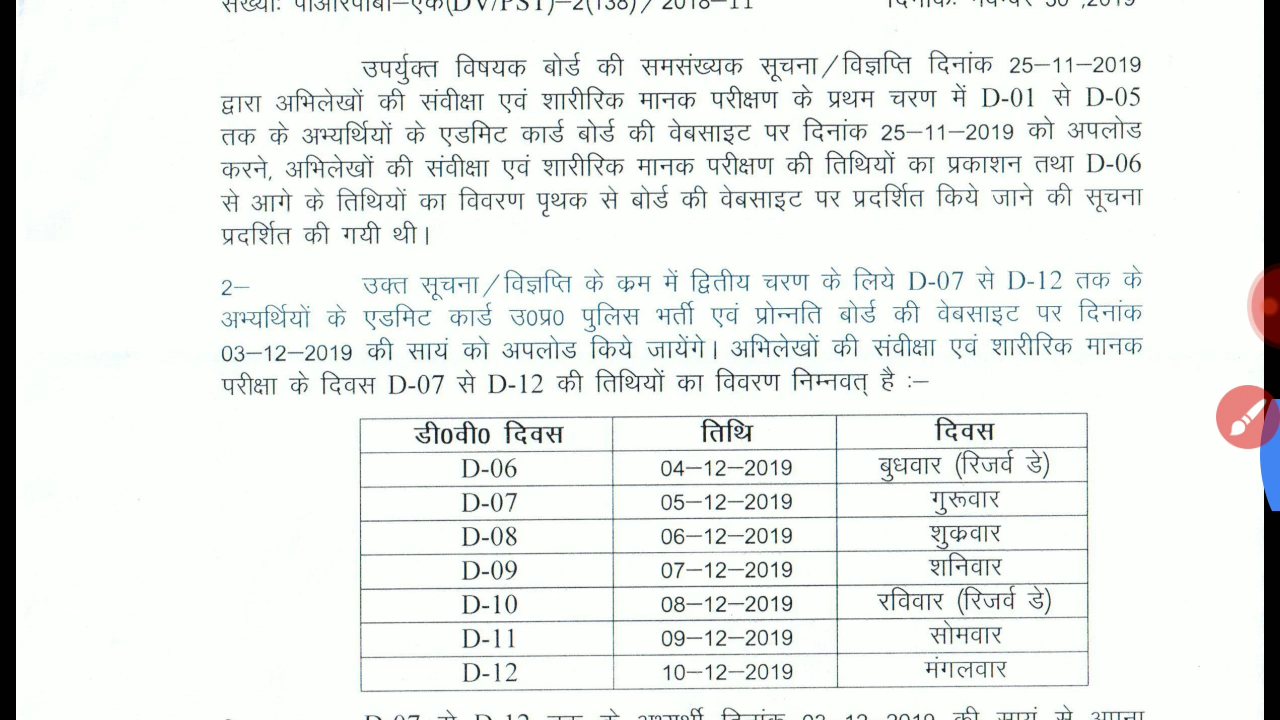 उपर्युक्त विषयक बोर्ड की समसंख्यक सूचना/विज्ञप्ति दिनांक 25–11–2019
द्वारा अभिलेखों की संवीक्षा एवं शारीरिक मानक परीक्षण के प्रथम चरण में D-01 से D-05
तक के अभ्यर्थियों के एडमिट कार्ड बोर्ड की वेबसाइट पर दिनांक 25–11–2019 को अपलोड
करने, अभिलेखों की संवीक्षा एवं शारीरिक मानक परीक्षण की तिथियों का प्रकाशन तथा D-06
से आगे के तिथियों का विवरण पृथक से बोर्ड की वेबसाइट पर प्रदर्शित किये जाने की सूचना
प्रदर्शित की गयी थी।
2– उक्त सूचना/विज्ञप्ति के कम में द्वितीय चरण के लिये D-07 से D-12 तक के
अभ्यर्थियों के एडमिट कार्ड उ0प्र0 पुलिस भर्ती एवं प्रोन्नति बोर्ड की वेबसाइट पर दिनांक
03–12–2019 की सायं को अपलोड किये जायेंगे। अभिलेखों की संवीक्षा एवं शारीरिक मानक
परीक्षा के दिवस D-07 से D-12 की तिथियों का विवरण निम्नवत् है :–
डी0वी0 दिवस तिथि दिवस
D-06 04–12–2019 बुधवार (रिजर्व डे)
D-07 05–12–2019 गुरूवार
D-08 06–12–2019 शुकवार
D-09 07–12–2019 शनिवार
D-10 08–12–2019 रविवार (रिजर्व डे)
D-11 09–12–2019 सोमवार
D-12 10–12–2019 मंगलवार